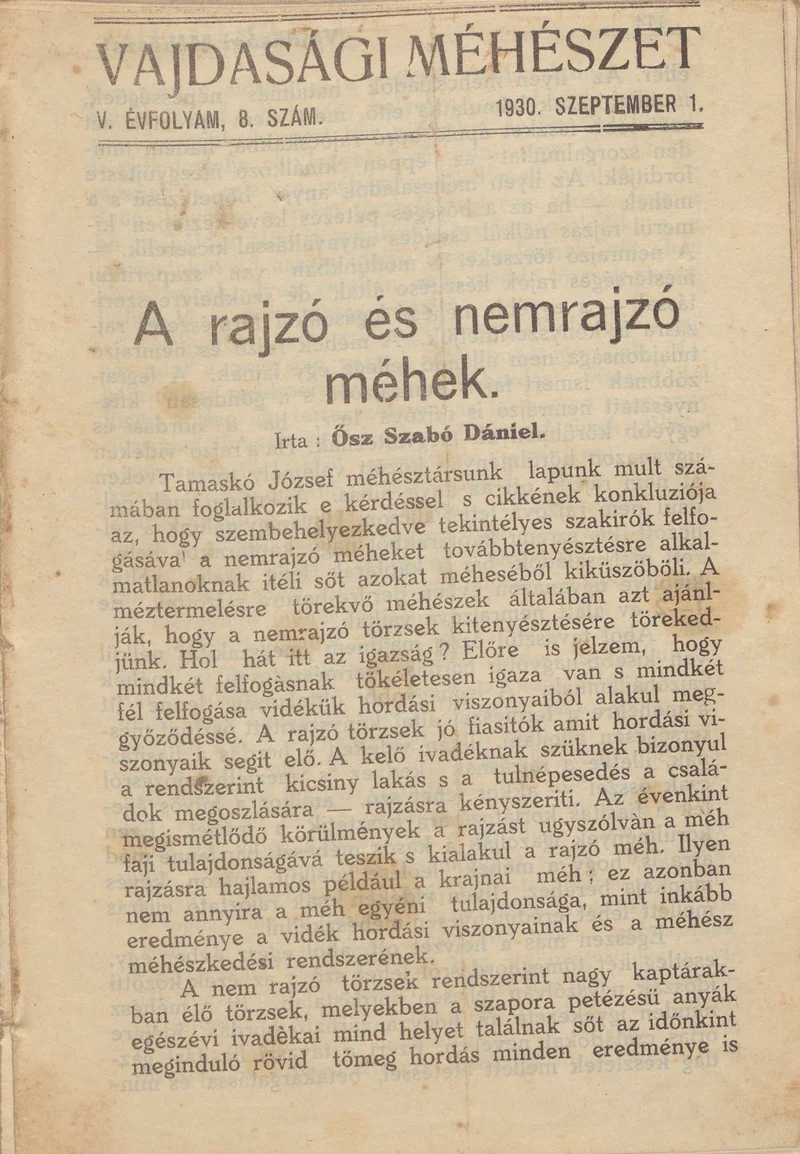 VAJDASÁGI MÉHÉSZET
V. ÉVFOLYAM, 8. SZÁM.
1930. SZEPTEMBER 1.
A rajzó és nemrajzó
méhek.
Irta : Ősz Szabó Dániel.
Tamaskó József méhésztársunk lapunk mult szá-
mában foglalkozik e kérdéssel s cikkének konkluziója
az, hogy szembehelyezkedve tekintélyes szakirók felfo-
gásával a nemrajzó méheket továbbtenyésztésre alkal-
matlanoknak itéli sőt azokat méheséből kiküszöböli. A
méztermelésre törekvő méhészek általában azt ajánl-
ják, hogy a nemrajzó törzsek kitenyésztésére töreked-
jünk. Hol hát itt az igazság ? Előre is jelzem, hogy
mindkét felfogàsnak tökéletesen igaza van s mindkét
fél felfogása vidékük hordási viszonyaiból alakul meg-
győződéssé. A rajzó törzsek jó fiasitók amit hordási vi-
szonyaik segit elő. A kelő ivadéknak szüknek bizonyul
a rendszerint kicsiny lakás s a tulnépesedés a csalá-
dok megoszlására — rajzásra kényszeriti. Az évenkint
megismétlődő körülmények a rajzást ugyszólvàn a méh
faji tulajdonságává teszik s kialakul a rajzó méh. Ilyen
rajzásra hajlamos például a krajnai méh ; ez azonban
nem annyira a méh egyéni tulajdonsága, mint inkább
eredménye a vidék hordási viszonyainak és a méhész
méhészkedési rendszerének.
A nem rajzó törzsek rendszerint nagy kaptárak-
ban élő törzsek, melyekben a szapora petézésü anyák
egészévi ivadèkai mind helyet találnak sőt az időnkint
meginduló rövid tömeg hordás minden eredménye is